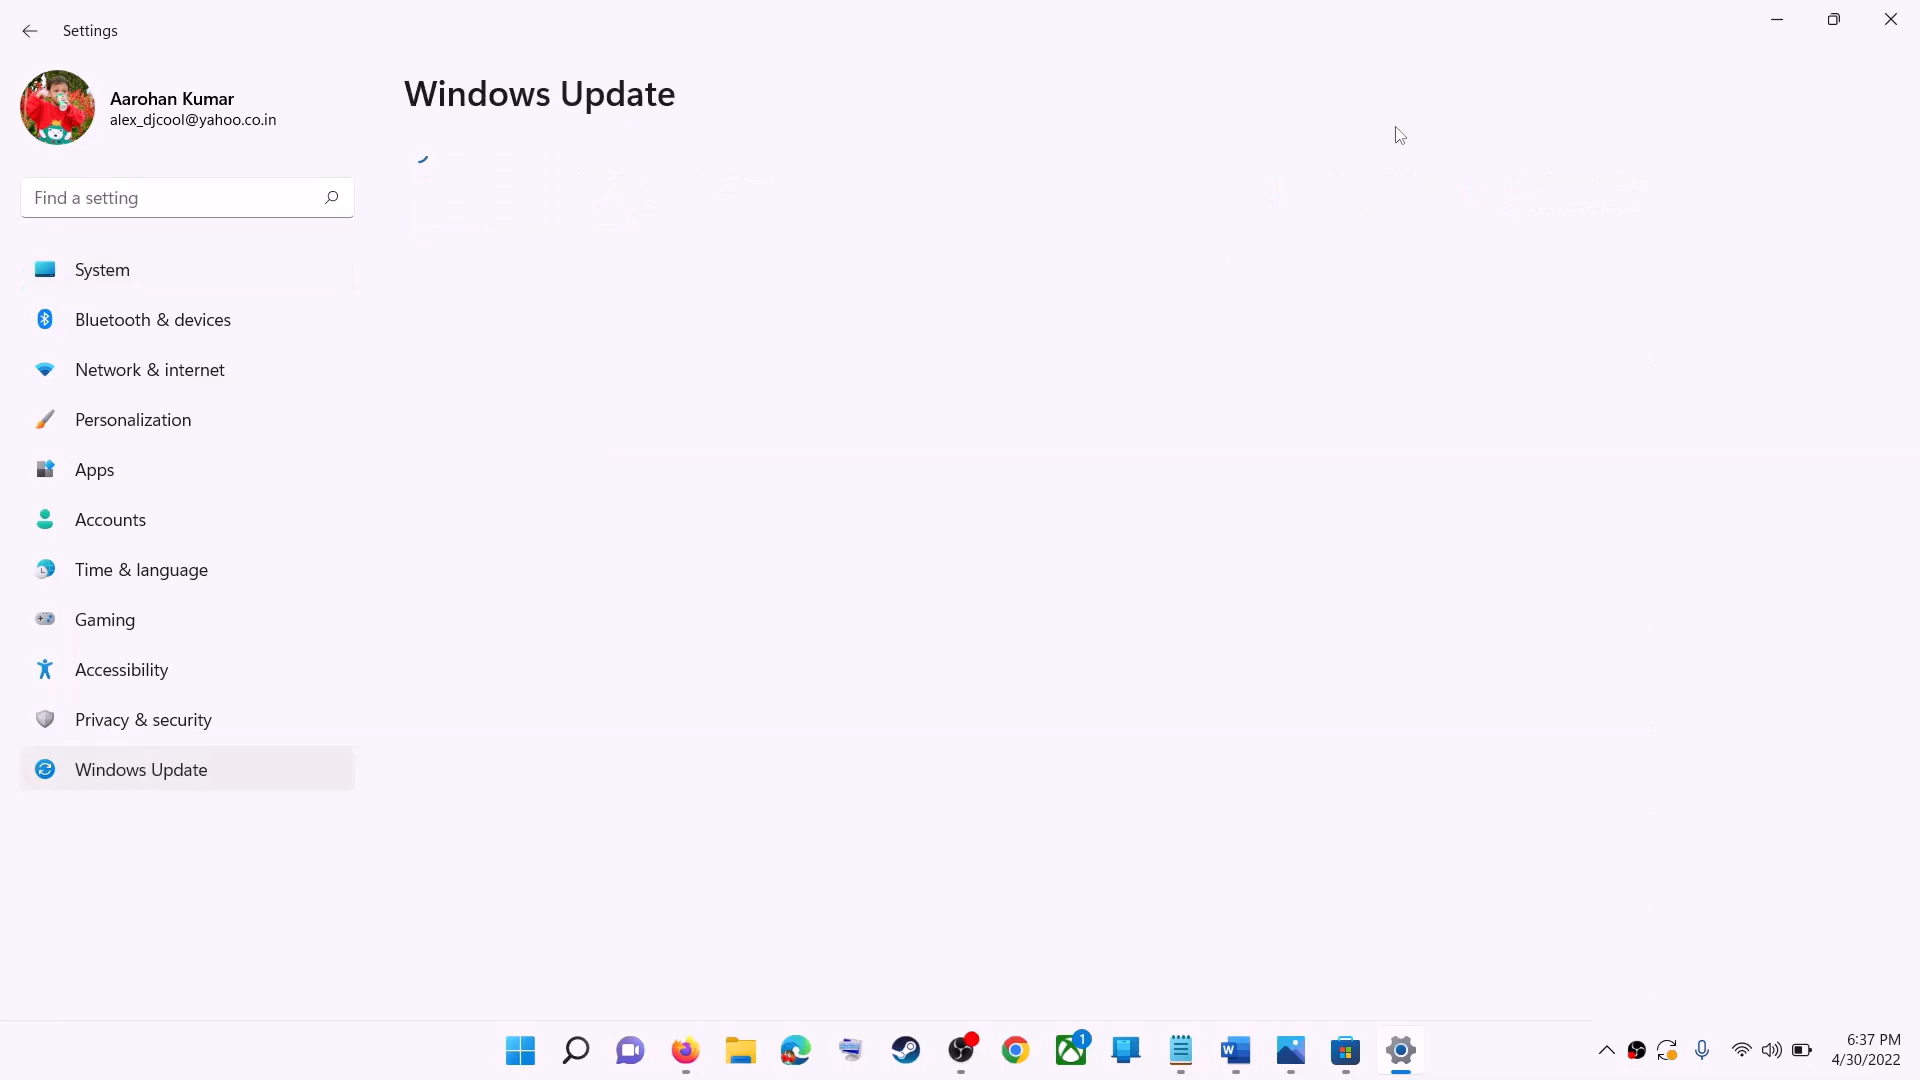 Settings
Aarohan Kumar
alex_djcool@yahoo.co.in
Windows Update
Find a setting
System
Bluetooth & devices
Network & internet
Personalization
Apps
Accounts
Time & language
Gaming
Accessibility
Privacy & security
Windows Update
1
W
6:37 PM
4/30/2022